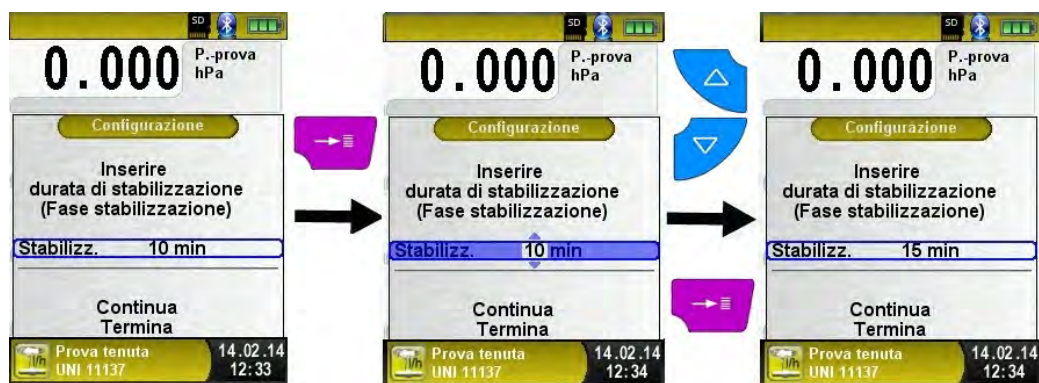 SD
0.000 P.-prova
hPa
Configurazione
Inserire
durata di stabilizzazione
(Fase stabilizzazione)
Stabilizz. 10 min
Continua
Termina
Prova tenuta 14.02.14
l/h UNI 11137 12:33
SD
0.000 P.-prova
hPa
Configurazione
Inserire
durata di stabilizzazione
(Fase stabilizzazione)
Stabilizz. 10 min
Continua
Termina
Prova tenuta 14.02.14
l/h UNI 11137 12:34
SD
0.000 P.-prova
hPa
Configurazione
Inserire
durata di stabilizzazione
(Fase stabilizzazione)
Stabilizz. 15 min
Continua
Termina
Prova tenuta 14.02.14
l/h UNI 11137 12:34